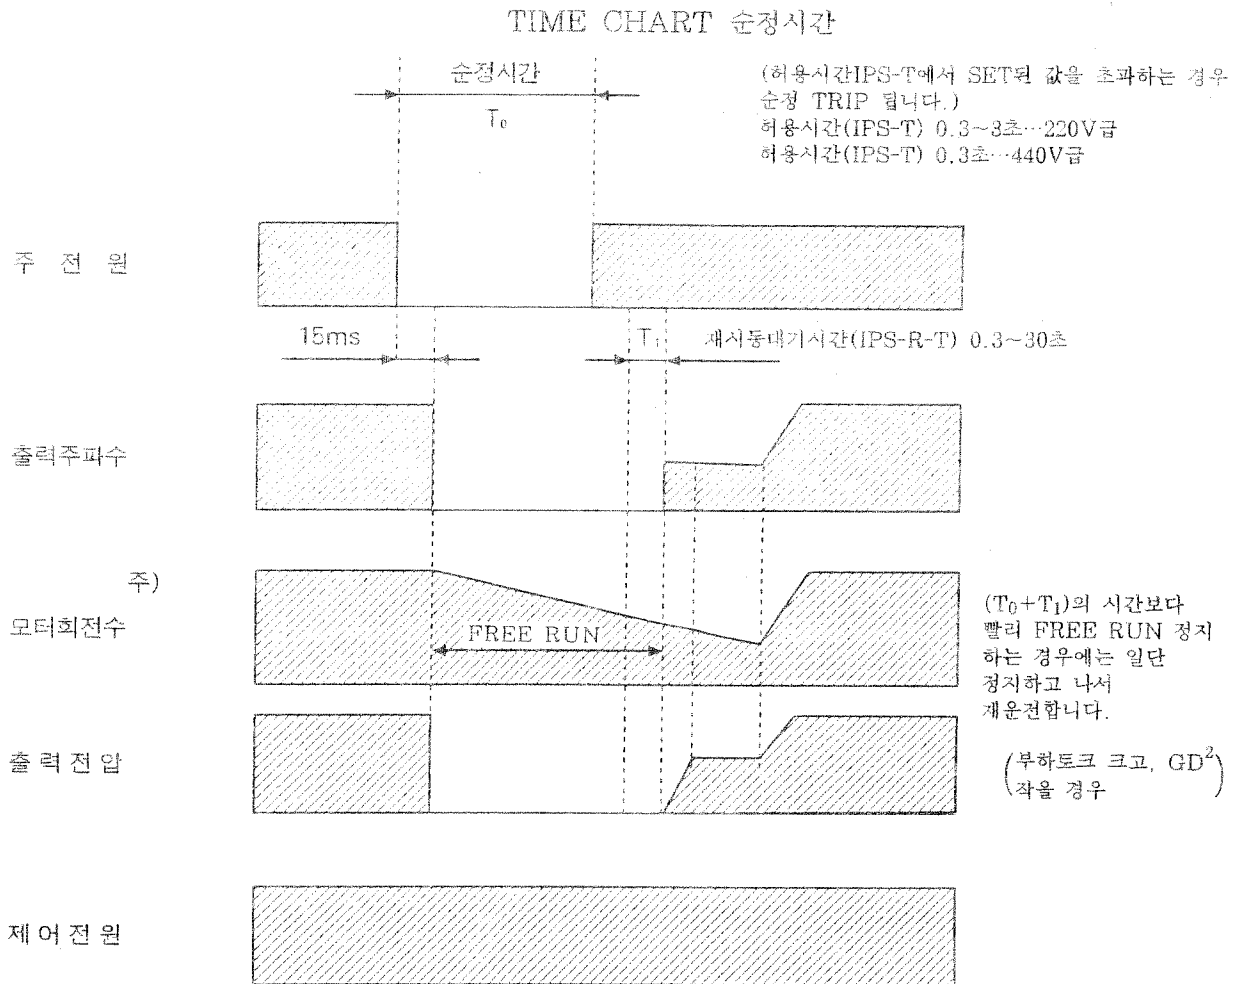 TIME CHART 순정시간
순정시간
T₀
(허용시간IPS-T에서 SET된 값을 초과하는 경우
순정 TRIP 됩니다.)
허용시간(IPS-T) 0.3~3초…220V급
허용시간(IPS-T) 0.3초…440V급
주 전 원
15ms
T₁
재시동대기시간(IPS-R-T) 0.3~30초
출력주파수
주)
모터회전수
FREE RUN
(T₀+T₁)의 시간보다
빨리 FREE RUN 정지
하는 경우에는 일단
정지하고 나서
재운전합니다.
출력전압
(부하토크 크고, GD²
작을 경우)
제어전원